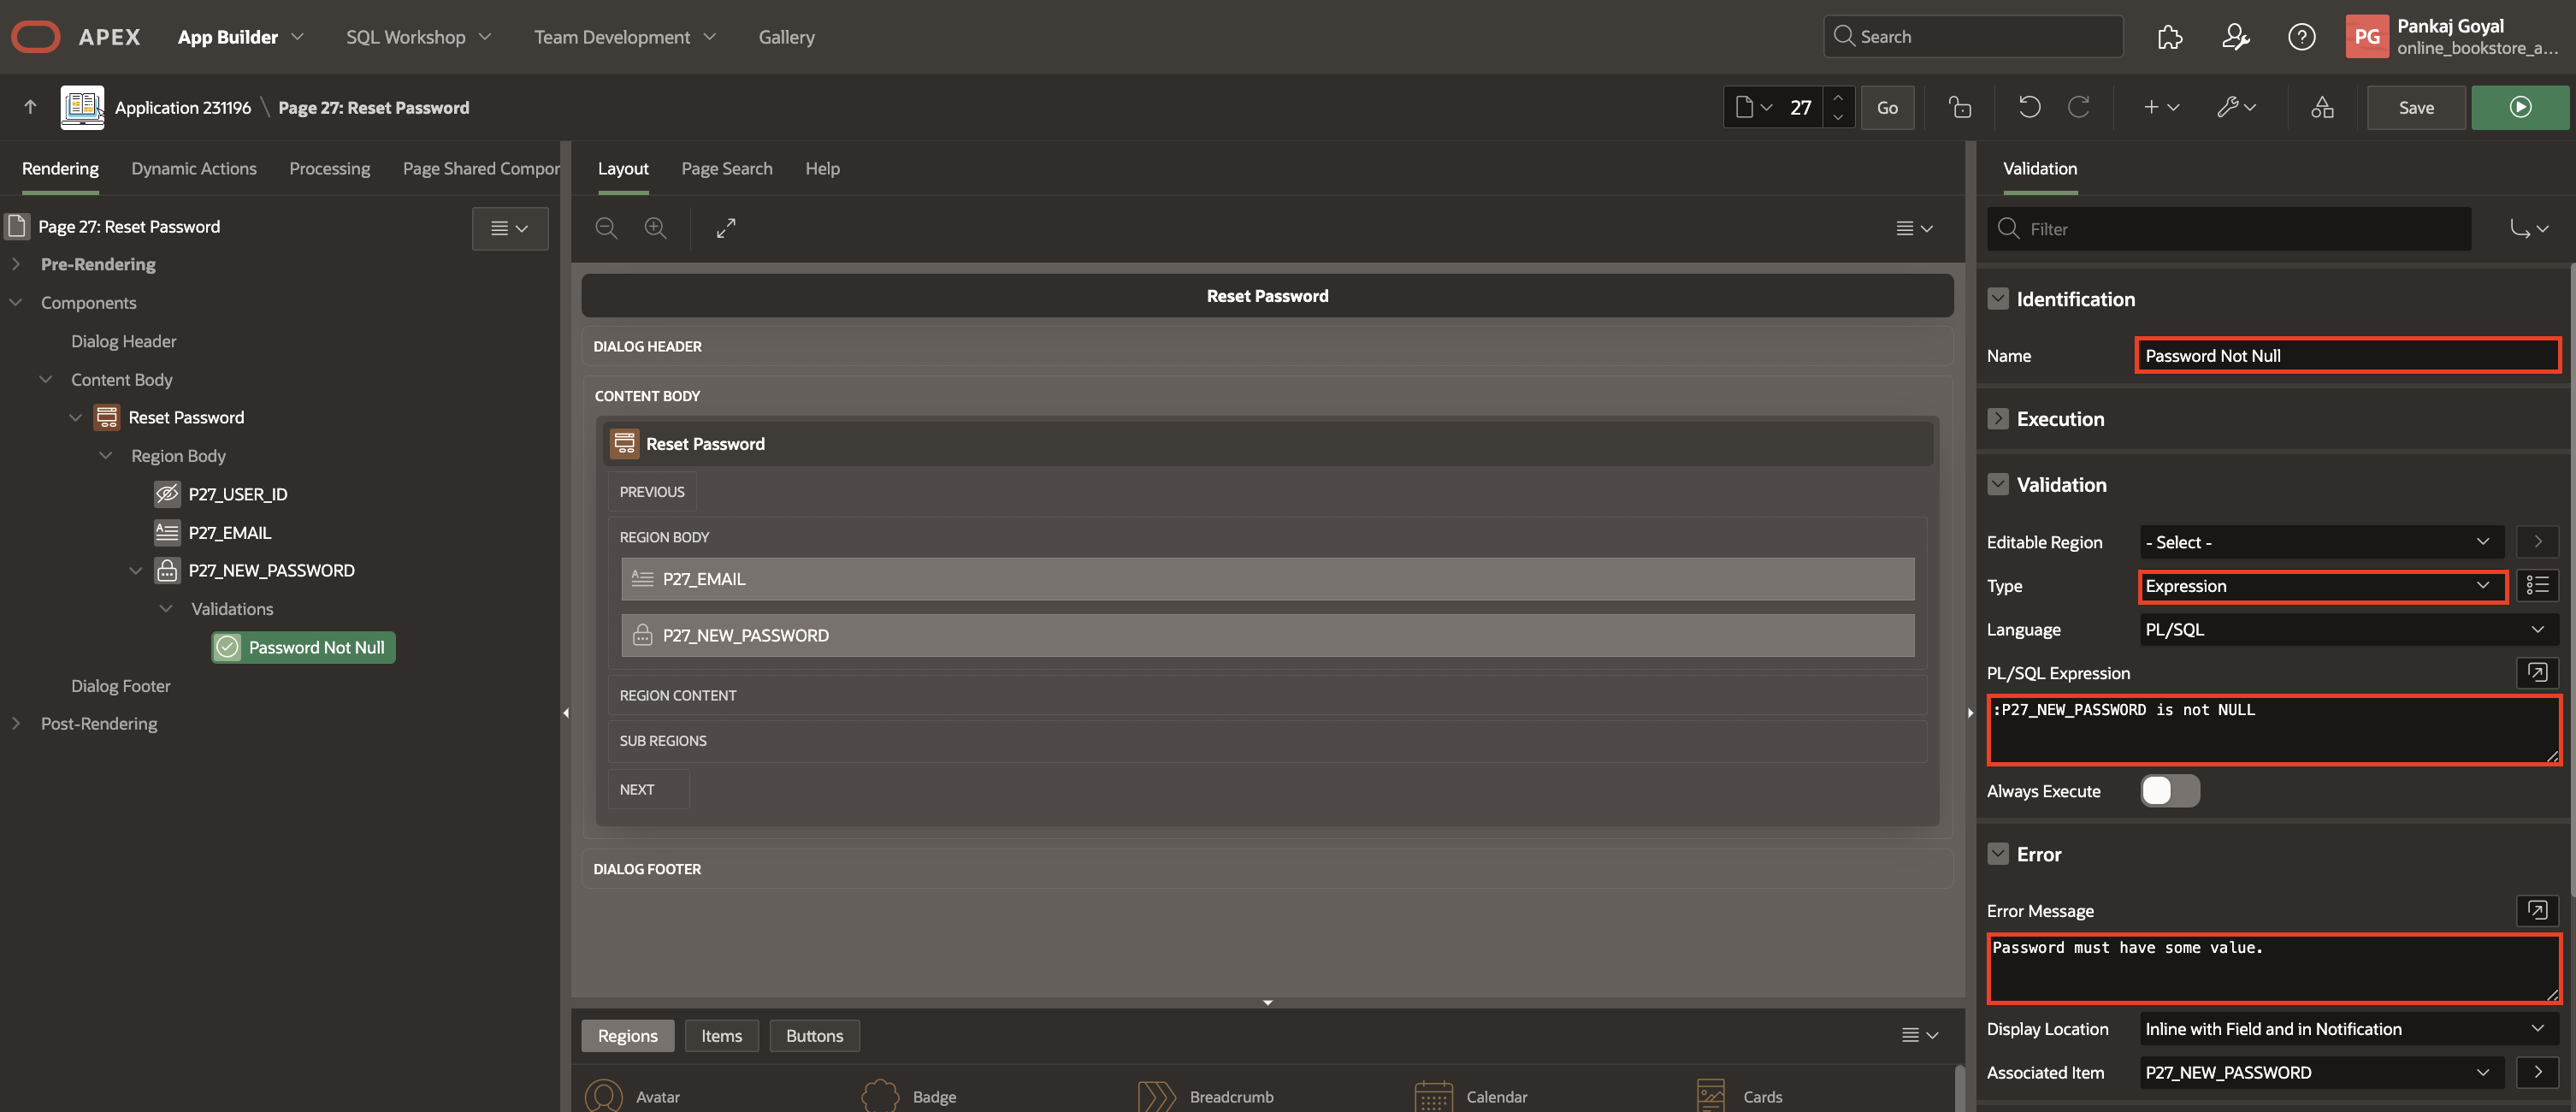 APEX App Builder SQL Workshop Team Development Gallery Search PG Pankaj Goyal
online_bookstore_a...
Application 231196 \ Page 27: Reset Password 27 Go Save
Rendering Dynamic Actions Processing Page Shared Compor
Page 27: Reset Password
Pre-Rendering
Components
Dialog Header
Content Body
Reset Password
Region Body
P27_USER_ID
P27_EMAIL
P27_NEW_PASSWORD
Validations
Password Not Null
Dialog Footer
Post-Rendering
Layout Page Search Help
Reset Password
DIALOG HEADER
CONTENT BODY
Reset Password
PREVIOUS
REGION BODY
P27_EMAIL
P27_NEW_PASSWORD
REGION CONTENT
SUB REGIONS
NEXT
DIALOG FOOTER
Regions Items Buttons
Avatar Badge Breadcrumb Calendar Cards
Validation
Filter
Identification
Name Password Not Null
Execution
Validation
Editable Region - Select -
Type Expression
Language PL/SQL
PL/SQL Expression
:P27_NEW_PASSWORD is not NULL
Always Execute
Error
Error Message
Password must have some value.
Display Location Inline with Field and in Notification
Associated Item P27_NEW_PASSWORD